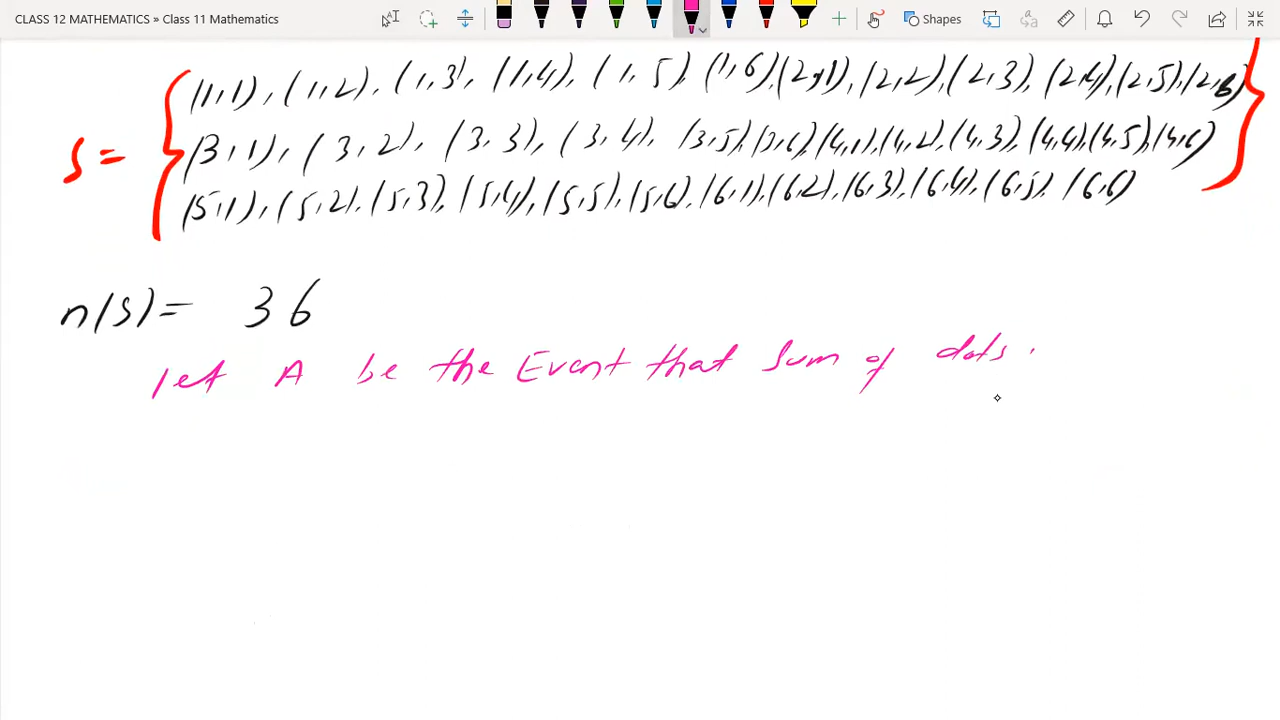 CLASS 12 MATHEMATICS » Class 11 Mathematics
Shapes
(1,1), (1,2), (1,3), (1,4), (1,5), (1,6),(2,1), (2,2),(2,3), (2,4),(2,5),(2,6)
S= { (3,1), (3,2), (3,3), (3,4), (3,5),(3,6),(4,1),(4,2),(4,3),(4,4),(4,5),(4,6) }
(5,1), (5,2), (5,3), (5,4), (5,5), (5,6), (6,1), (6,2), (6,3), (6,4), (6,5), (6,6)
n(S)= 36
let A be the Event that Sum of dots.